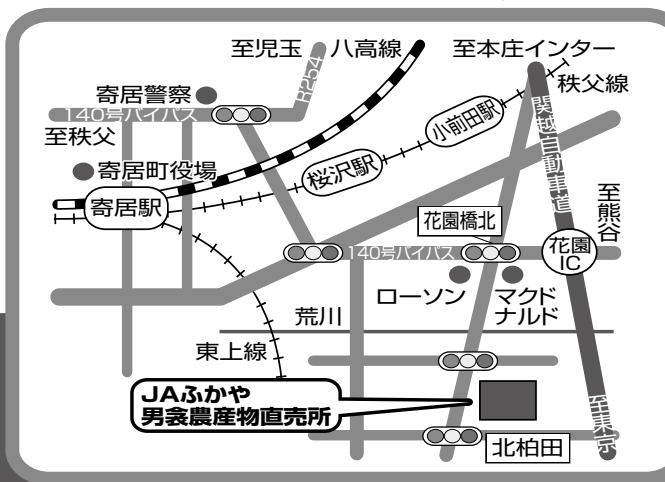 至児玉
八高線
至本庄インター
秩父線
寄居警察
R254
140号バイパス
至秩父
関越自動車道
小前田駅
寄居町役場
桜沢駅
寄居駅
至熊谷
花園橋北
140号バイパス
花園
IC
ローソン
マクド
ナルド
荒川
東上線
JAふかや
男衾農産物直売所
至東京
北柏田